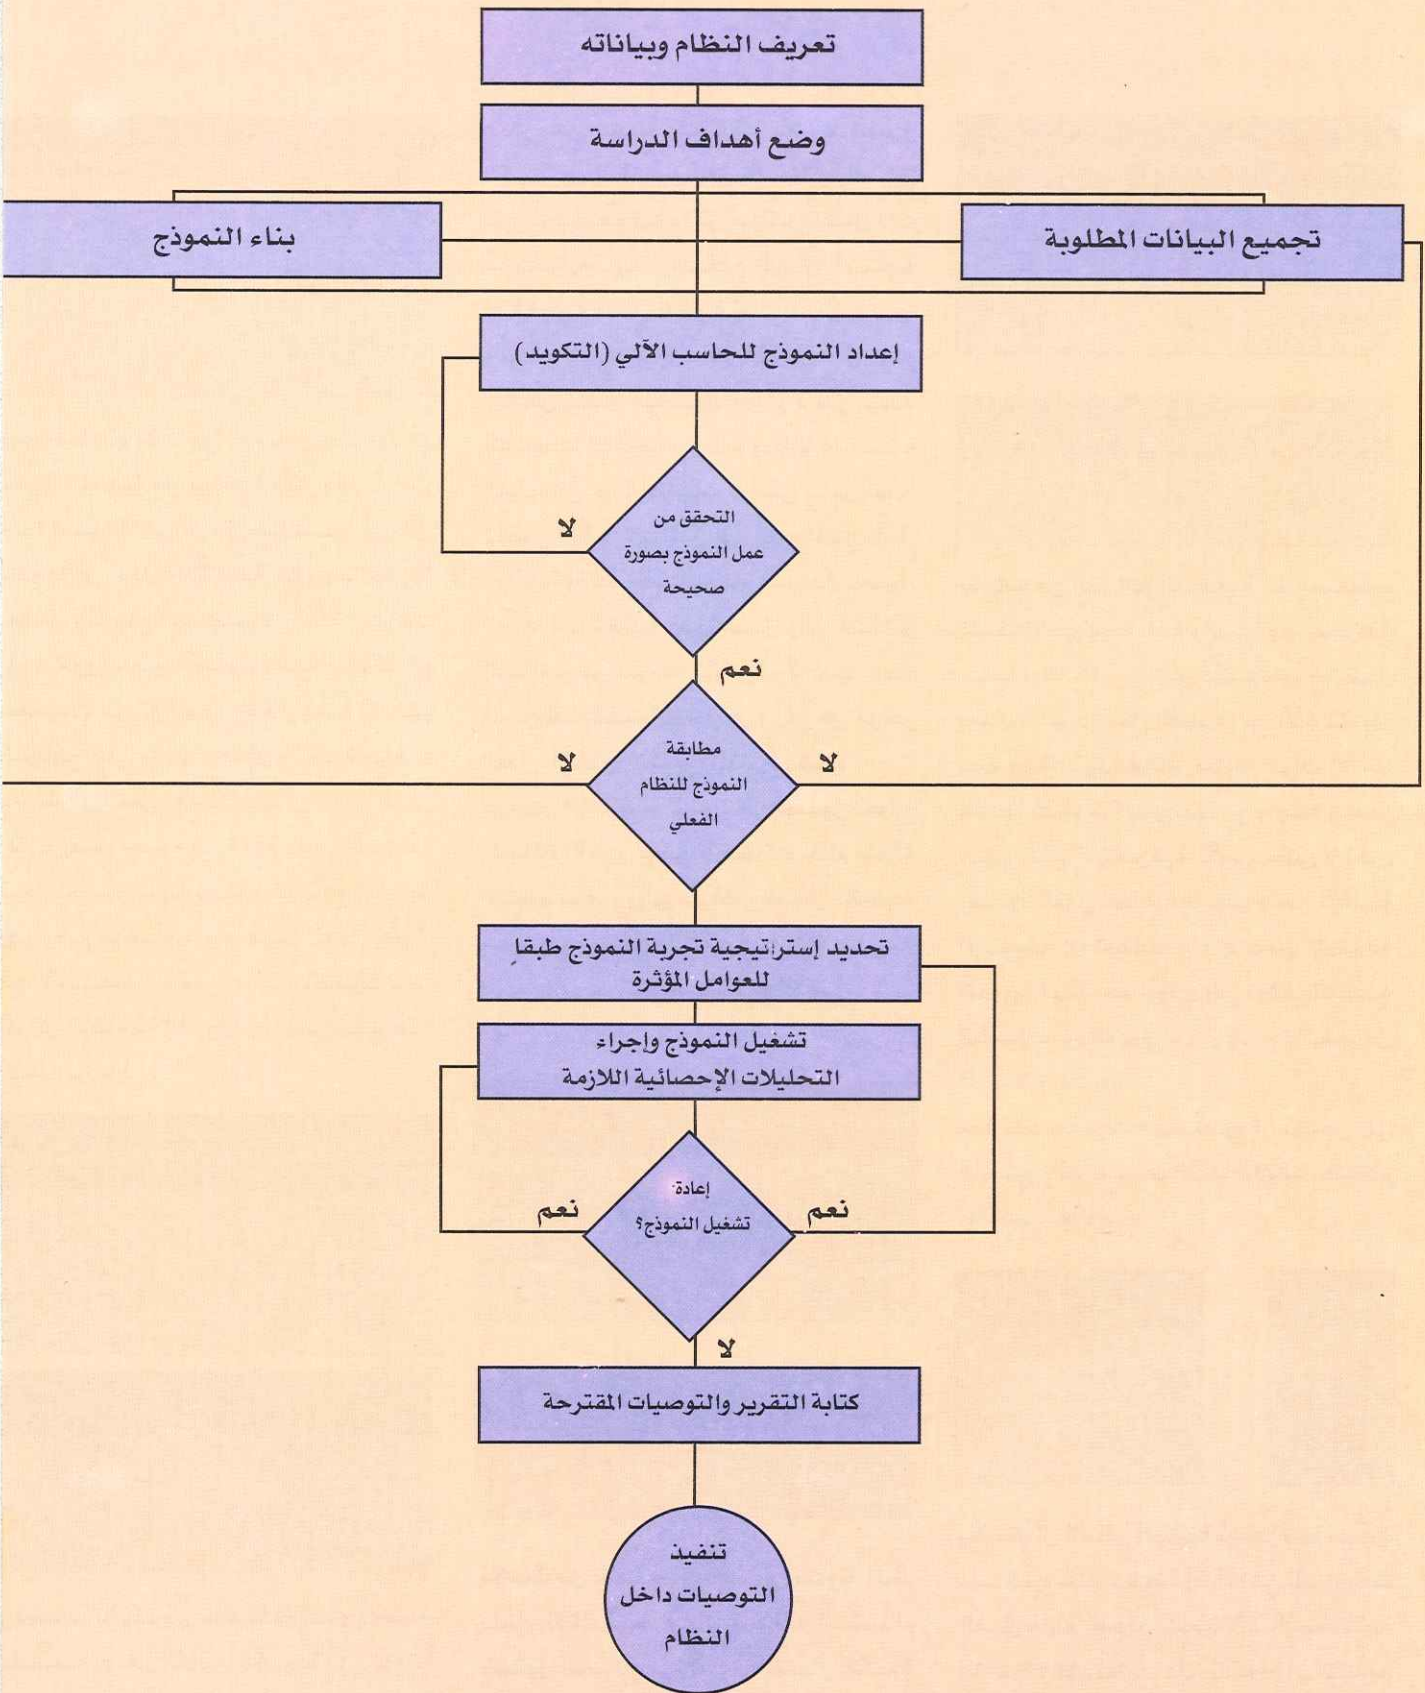 تعريف النظام وبياناته
وضع أهداف الدراسة
تجميع البيانات المطلوبة
بناء النموذج
إعداد النموذج للحاسب الآلي (التكويد)
التحقق من
عمل النموذج بصورة
صحيحة
لا
نعم
مطابقة
النموذج للنظام
الفعلي
لا
لا
تحديد إستراتيجية تجربة النموذج طبقاً
للعوامل المؤثرة
تشغيل النموذج وإجراء
التحليلات الإحصائية اللازمة
إعادة
تشغيل النموذج؟
نعم
نعم
لا
كتابة التقرير والتوصيات المقترحة
تنفيذ
التوصيات داخل
النظام